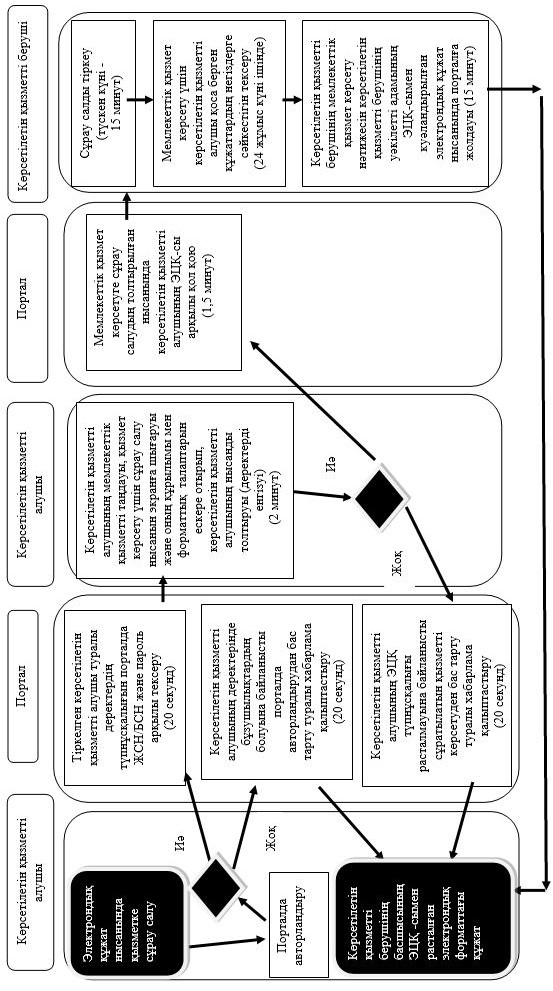 Көрсетілетін қызметті
алушы
Портал
Көрсетілетін қызметті
алушы
Портал
Көрсетілетін қызметті беруші
Электрондық
құжат
нысанында
қызметке
сұрау салу
Порталда
авторландыру
Иә
Жоқ
Көрсетілетін
қызметті
берушінің
басшысының
ЭЦҚ -сымен
расталған
электрондық
форматтағы
құжат
Тіркелген көрсетілетін
қызметті алушы туралы
деректердің
түпнұсқалығын порталда
ЖСН/БСН және пароль
арқылы тексеру
(20 секунд)
Көрсетілетін қызметті
алушының деректерінде
бұзушылықтардың
болуына байланысты
порталда
авторландырудан бас
тарту туралы хабарлама
қалыптастыру
(20 секунд)
Көрсетілетін қызметті
алушының ЭЦҚ
түпнұсқалығы
расталмауына байланысты
сұратылатын қызметті
көрсетуден бас тарту
туралы хабарлама
қалыптастыру
(20 секунд)
Көрсетілетін қызметті
алушының мемлекеттік
қызметті таңдауы, қызмет
көрсету үшін сұрау салу
нысанын экранға шығаруы
және оның құрылымы мен
форматтық талаптарын
ескере отырып,
көрсетілетін қызметті
алушының нысанды
толтыруы (деректерді
енгізуі)
(2 минут)
Иә
Жоқ
Мемлекеттік қызмет
көрсетуге сұрау
салудың толтырылған
нысанында
көрсетілетін қызметті
алушының ЭЦҚ-сы
арқылы қол қою
(1,5 минут)
Сұрау салды тіркеу
(түскен күні -
15 минут)
Мемлекеттік қызмет
көрсету үшін
көрсетілетін қызметті
алушы қоса берген
құжаттардың негіздерге
сәйкестігін тексеру
(24 жұмыс күні ішінде)
Көрсетілетін қызметті
берушінің мемлекеттік
қызмет көрсету
нәтижесін көрсетілетін
қызметті берушінің
уәкілетті адамының
ЭЦҚ-сымен
куәландырылған
электрондық құжат
нысанында порталға
жолдауы (15 минут)